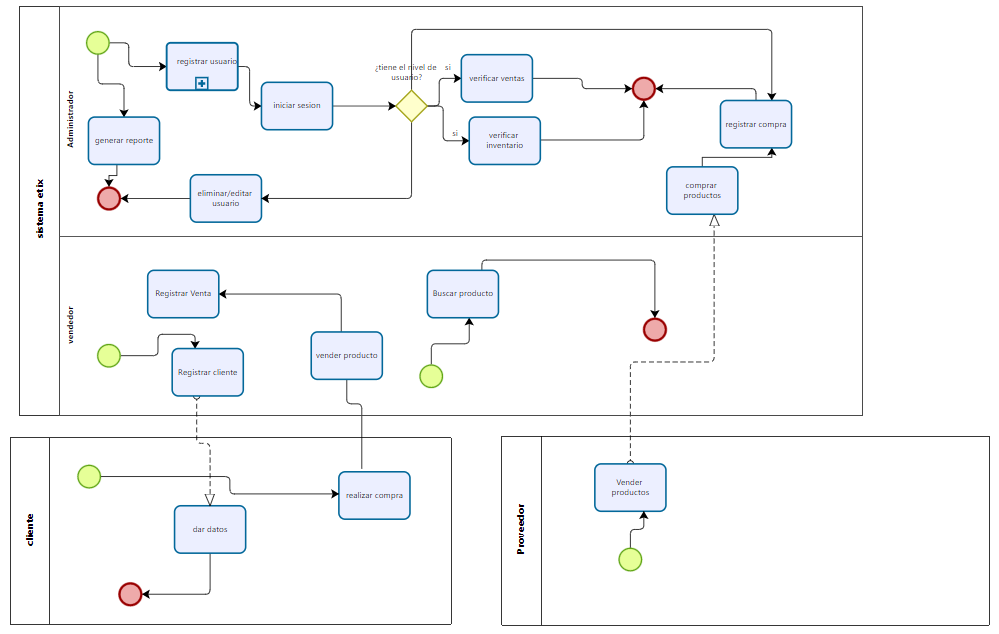 sistema etix
Administrador
registrar usuario
generar reporte
iniciar sesion
eliminar/editar
usuario
¿tiene el nivel de
usuario?
si
verificar ventas
si
verificar
inventario
registrar compra
comprar
productos
vendedor
Registrar Venta
Registrar cliente
vender producto
Buscar producto
cliente
realizar compra
dar datos
Proveedor
Vender
productos